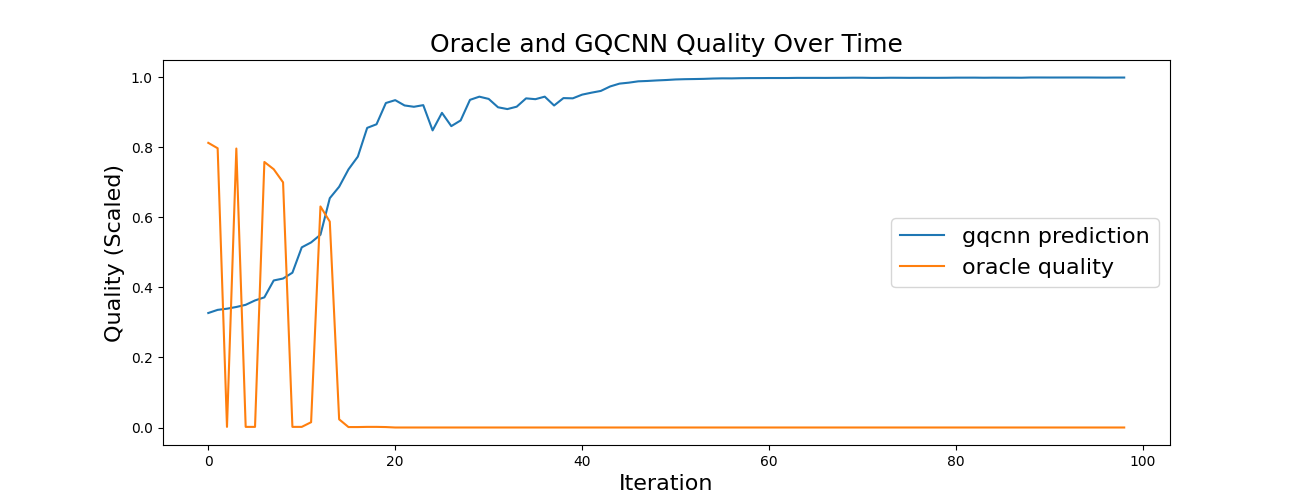 Oracle and GQCNN Quality Over Time
Quality (Scaled)
1.0
0.8
0.6
0.4
0.2
0.0
gqcnn prediction
oracle quality
0 20 40 60 80 100
Iteration